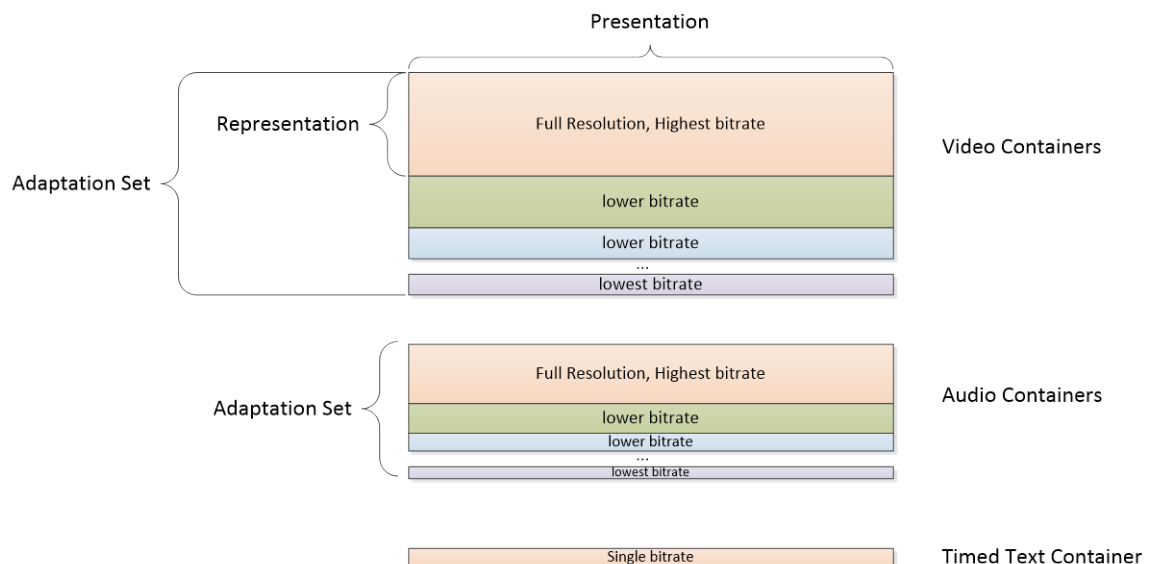 Presentation
Representation
Full Resolution, Highest bitrate
Video Containers
Adaptation Set
lower bitrate
lower bitrate
...
lowest bitrate
Full Resolution, Highest bitrate
Audio Containers
Adaptation Set
lower bitrate
lower bitrate
...
lowest bitrate
Single bitrate
Timed Text Container